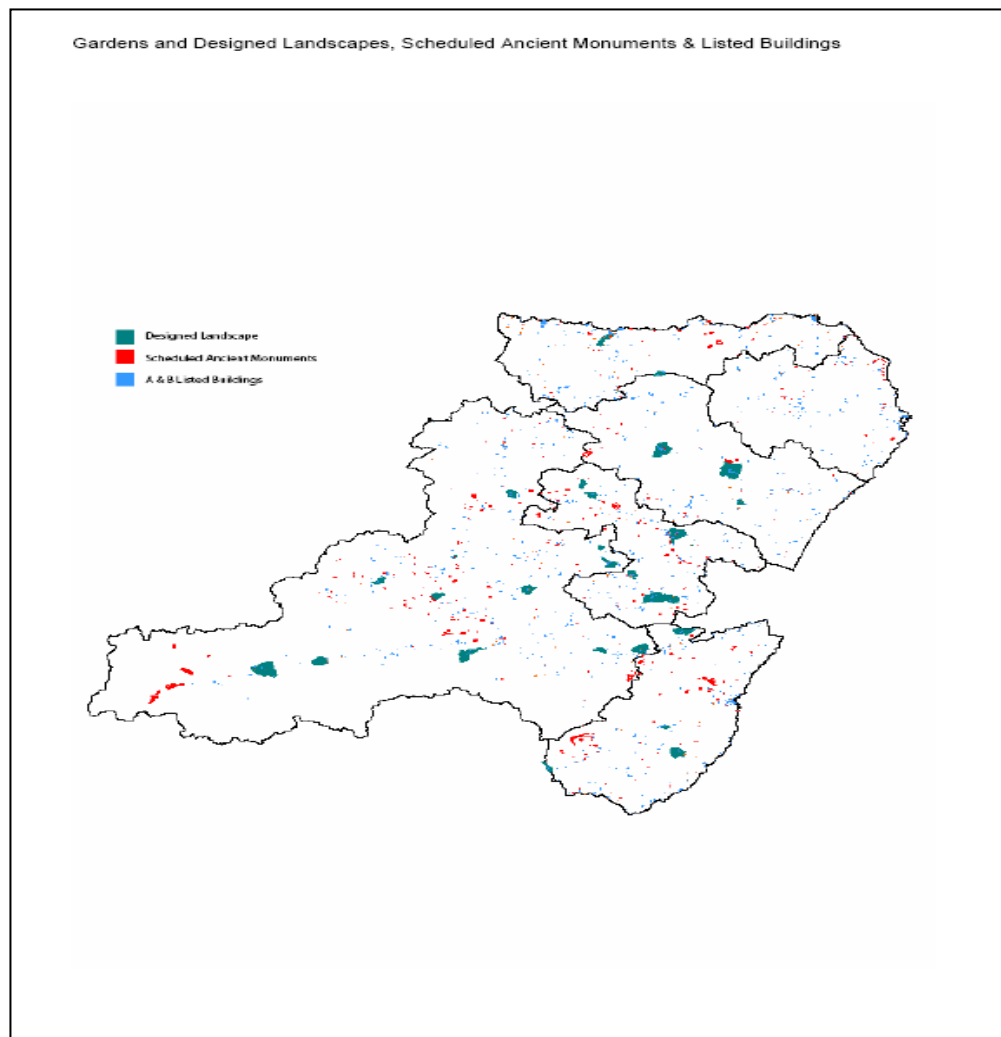 Gardens and Designed Landscapes, Scheduled Ancient Monuments & Listed Buildings
Designed Landscape
Scheduled Ancient Monuments
A & B Listed Buildings